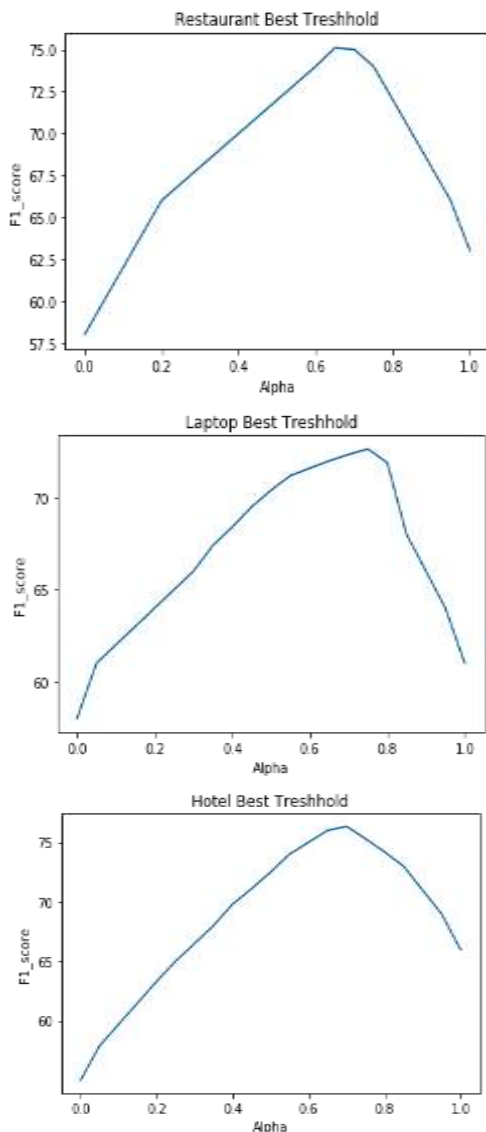 Restaurant Best Treshhold
75.0
72.5
70.0
67.5
65.0
62.5
60.0
57.5
F1_score
0.0 0.2 0.4 0.6 0.8 1.0
Alpha
Laptop Best Treshhold
70
65
60
F1_score
0.0 0.2 0.4 0.6 0.8 1.0
Alpha
Hotel Best Treshhold
75
70
65
60
F1_score
0.0 0.2 0.4 0.6 0.8 1.0
Alpha